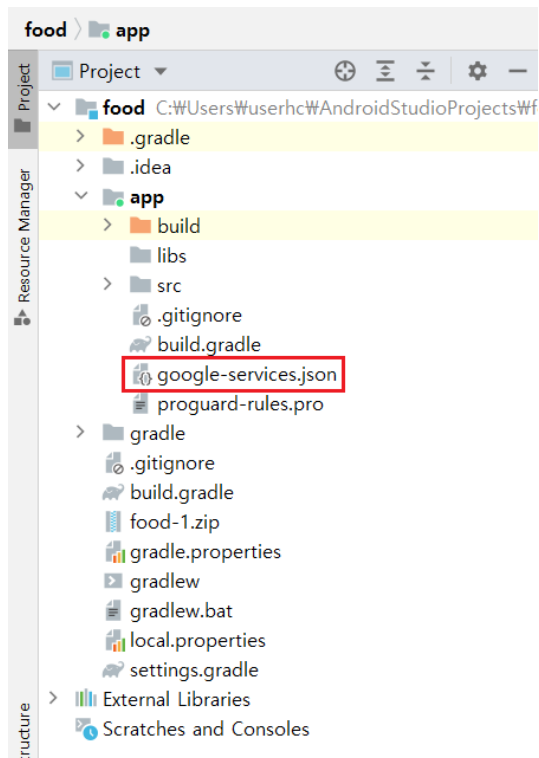 food 〉 app
Project
Project
food C:₩Users₩userhc₩AndroidStudioProjects₩f
.gradle
.idea
app
build
libs
src
.gitignore
build.gradle
google-services.json
proguard-rules.pro
gradle
.gitignore
build.gradle
food-1.zip
gradle.properties
gradlew
gradlew.bat
local.properties
settings.gradle
External Libraries
Scratches and Consoles
Resource Manager
ructure